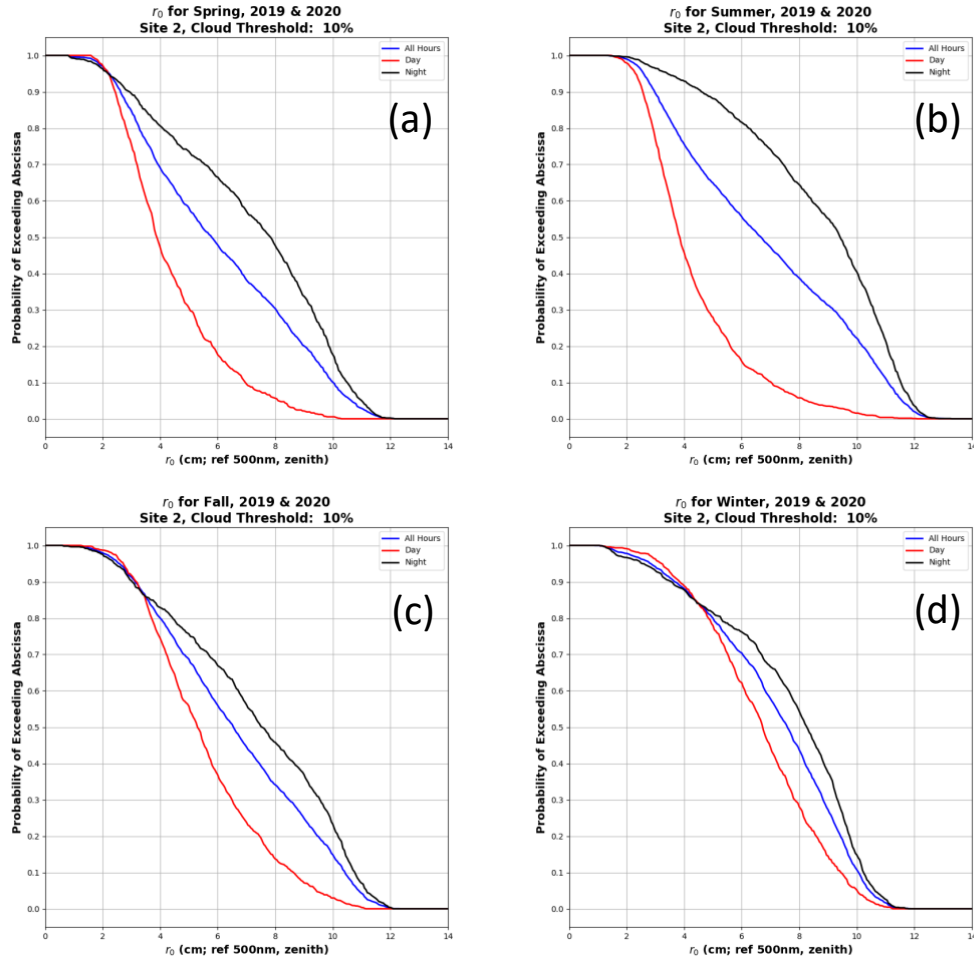 r₀ for Spring, 2019 & 2020
Site 2, Cloud Threshold: 10%
All Hours
Day
Night
(a)
Probability of Exceeding Abscissa
1.0
0.9
0.8
0.7
0.6
0.5
0.4
0.3
0.2
0.1
0.0
0 2 4 6 8 10 12 14
r₀ (cm; ref 500nm, zenith)
r₀ for Summer, 2019 & 2020
Site 2, Cloud Threshold: 10%
All Hours
Day
Night
(b)
Probability of Exceeding Abscissa
1.0
0.9
0.8
0.7
0.6
0.5
0.4
0.3
0.2
0.1
0.0
0 2 4 6 8 10 12 14
r₀ (cm; ref 500nm, zenith)
r₀ for Fall, 2019 & 2020
Site 2, Cloud Threshold: 10%
All Hours
Day
Night
(c)
Probability of Exceeding Abscissa
1.0
0.9
0.8
0.7
0.6
0.5
0.4
0.3
0.2
0.1
0.0
0 2 4 6 8 10 12 14
r₀ (cm; ref 500nm, zenith)
r₀ for Winter, 2019 & 2020
Site 2, Cloud Threshold: 10%
All Hours
Day
Night
(d)
Probability of Exceeding Abscissa
1.0
0.9
0.8
0.7
0.6
0.5
0.4
0.3
0.2
0.1
0.0
0 2 4 6 8 10 12 14
r₀ (cm; ref 500nm, zenith)